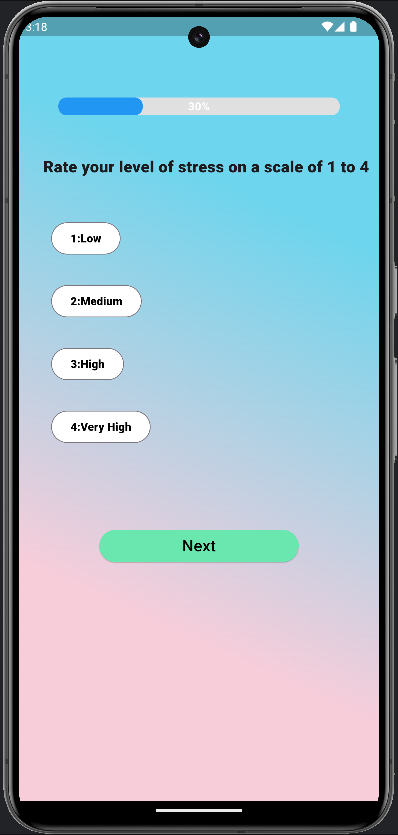 3:18
30%
Rate your level of stress on a scale of 1 to 4
1:Low
2:Medium
3:High
4:Very High
Next